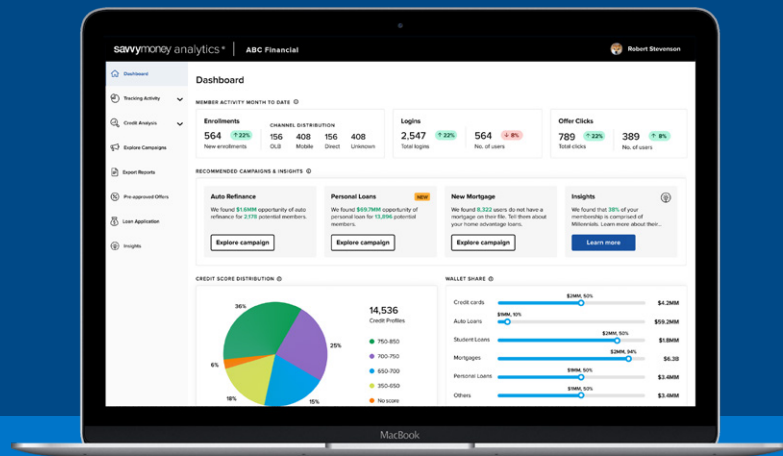 savvymoney analytics ABC Financial Robert Stevenson
Dashboard
Tracking Activity
Credit Analysis
Explore Campaigns
Export Reports
Pre-approved Offers
Loan Application
Insights
Dashboard
MEMBER ACTIVITY MONTH TO DATE
Enrollments CHANNEL DISTRIBUTION
564 ↑ 22% 156 408 156 408
New enrollments OLB Mobile Direct Unknown
Logins
2,547 ↑ 22% 564 ↓ 8%
Total logins No. of users
Offer Clicks
789 ↑ 22% 389 ↑ 8%
Total clicks No. of users
RECOMMENDED CAMPAIGNS & INSIGHTS
Auto Refinance
We found $1.6MM opportunity of auto
refinance for 2178 potential members.
Explore campaign
Personal Loans NEW
We found $69.7MM opportunity of
personal loan for 13,896 potential
members.
Explore campaign
New Mortgage
We found 8,322 users do not have a
mortgage on their file. Tell them about
your home advantage loans.
Explore campaign
Insights
We found that 38% of your
membership is comprised of
Millennials. Learn more about their...
Learn more
CREDIT SCORE DISTRIBUTION
36%
25%
15%
18%
6%
14,536
Credit Profiles
750-850
700-750
650-700
350-650
No score
WALLET SHARE
$2MM, 50%
Credit cards $4.2MM
$1MM, 10%
Auto Loans $59.2MM
$2MM, 50%
Student Loans $1.8MM
$2MM, 94%
Mortgages $6.3B
$1MM, 50%
Personal Loans $3.4MM
$1MM, 50%
Others $3.4MM
MacBook